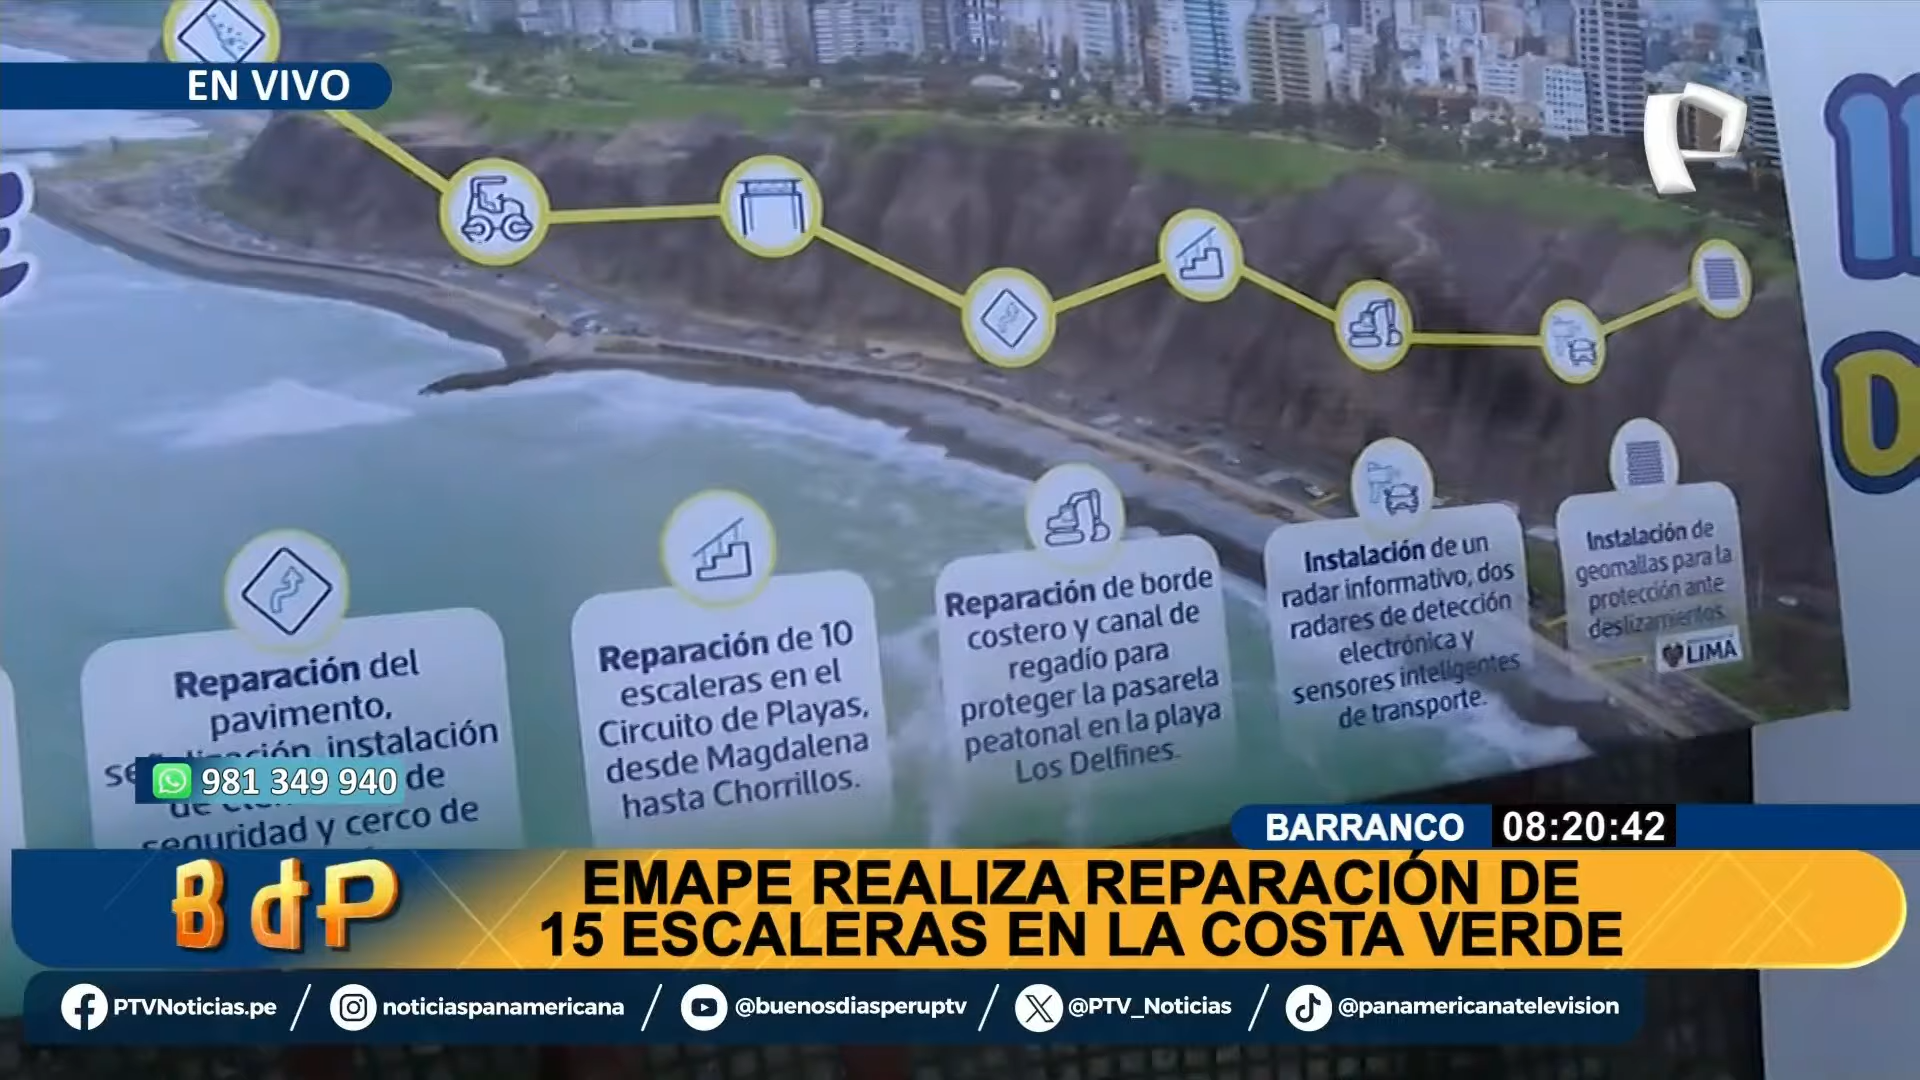 EN VIVO
Reparación del
pavimento,
señalización, instalación
de
seguridad y cerco de
Reparación de 10
escaleras en el
Circuito de Playas,
desde Magdalena
hasta Chorrillos.
Reparación de borde
costero y canal de
regadío para
proteger la pasarela
peatonal en la playa
Los Delfines.
Instalación de un
radar informativo, dos
radares de detección
electrónica y
sensores inteligentes
de transporte.
Instalación de
geomallas para la
protección ante
deslizamientos.
LIMA
D
981 349 940
BARRANCO 08:20:42
BdP
EMAPE REALIZA REPARACIÓN DE
15 ESCALERAS EN LA COSTA VERDE
PTVNoticias.pe / noticiaspanamericana / @buenosdiasperuptv / @PTV_Noticias / @panamericanatelevision